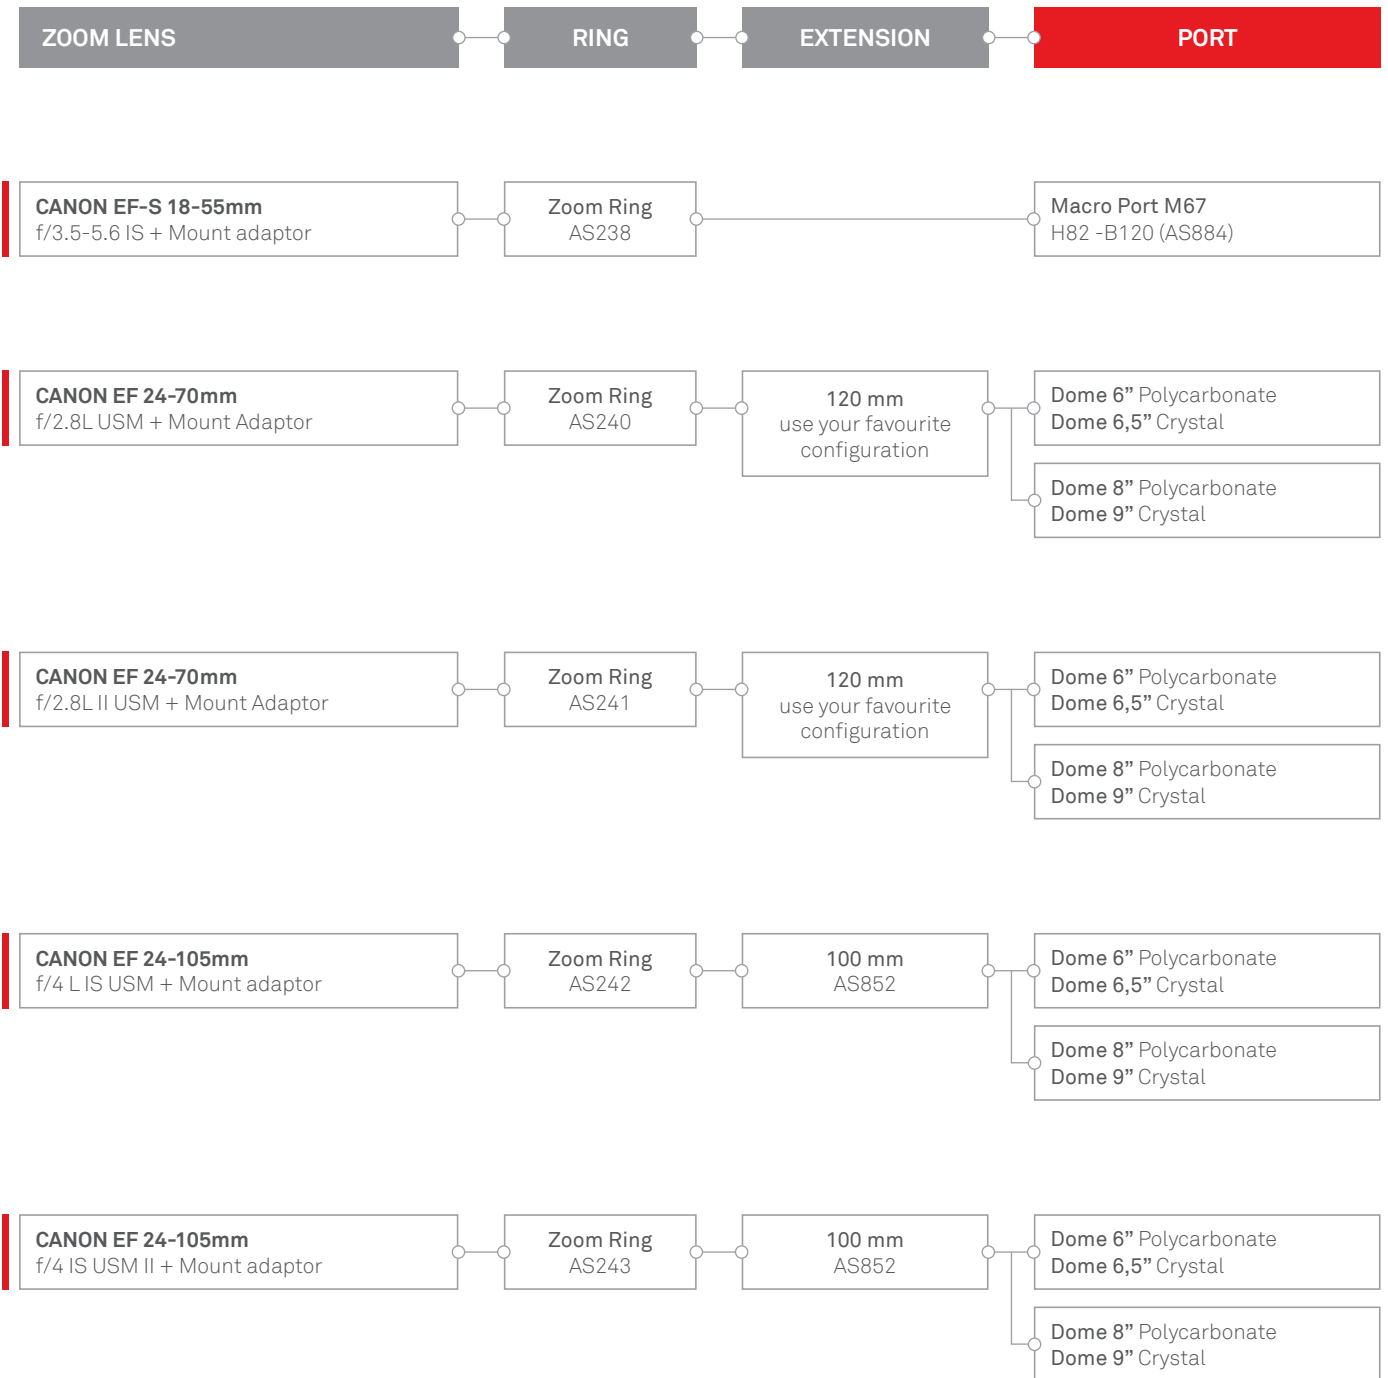 ZOOM LENS
RING
EXTENSION
PORT
CANON EF-S 18-55mm
f/3.5-5.6 IS + Mount adaptor
Zoom Ring
AS238
Macro Port M67
H82 -B120 (AS884)
CANON EF 24-70mm
f/2.8L USM + Mount Adaptor
Zoom Ring
AS240
120 mm
use your favourite
configuration
Dome 6” Polycarbonate
Dome 6,5” Crystal
Dome 8” Polycarbonate
Dome 9” Crystal
CANON EF 24-70mm
f/2.8L II USM + Mount Adaptor
Zoom Ring
AS241
120 mm
use your favourite
configuration
Dome 6” Polycarbonate
Dome 6,5” Crystal
Dome 8” Polycarbonate
Dome 9” Crystal
CANON EF 24-105mm
f/4 L IS USM + Mount adaptor
Zoom Ring
AS242
100 mm
AS852
Dome 6” Polycarbonate
Dome 6,5” Crystal
Dome 8” Polycarbonate
Dome 9” Crystal
CANON EF 24-105mm
f/4 IS USM II + Mount adaptor
Zoom Ring
AS243
100 mm
AS852
Dome 6” Polycarbonate
Dome 6,5” Crystal
Dome 8” Polycarbonate
Dome 9” Crystal